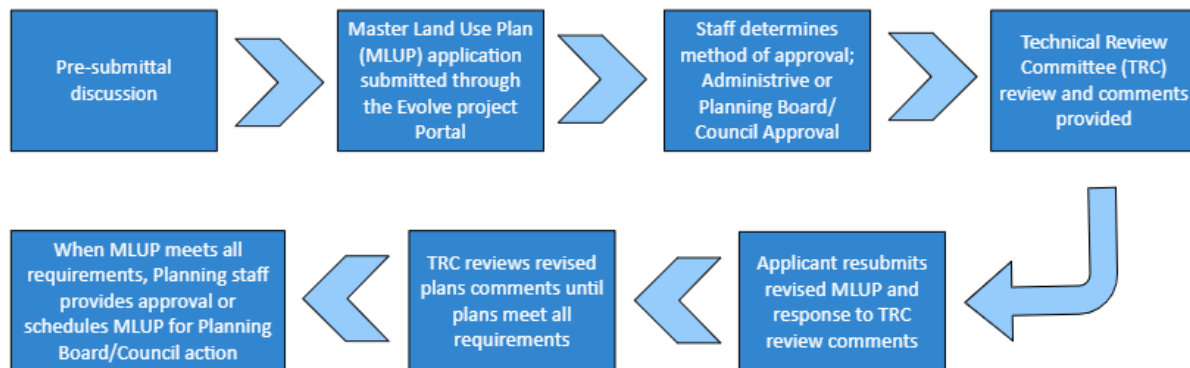 Pre-submittal
discussion
Master Land Use Plan
(MLUP) application
submitted through
the Evolve project
Portal
Staff determines
method of approval;
Administrive or
Planning Board/
Council Approval
Technical Review
Committee (TRC)
review and comments
provided
Applicant resubmits
revised MLUP and
response to TRC
review comments
TRC reviews revised
plans comments until
plans meet all
requirements
When MLUP meets all
requirements, Planning staff
provides approval or
schedules MLUP for Planning
Board/Council action